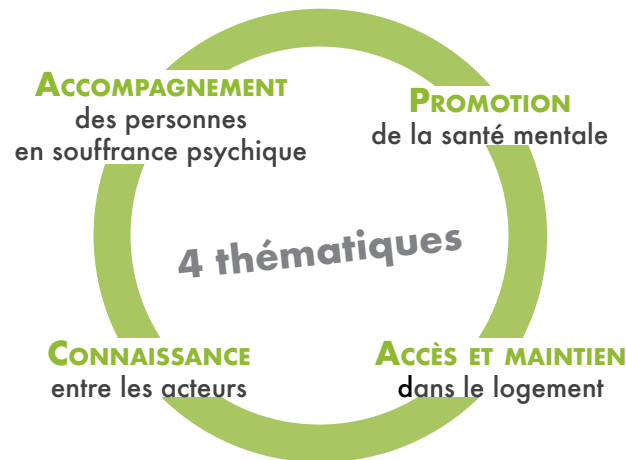 ACCOMPAGNEMENT
des personnes
en souffrance psychique
PROMOTION
de la santé mentale
4 thématiques
CONNAISSANCE
entre les acteurs
ACCÈS ET MAINTIEN
dans le logement